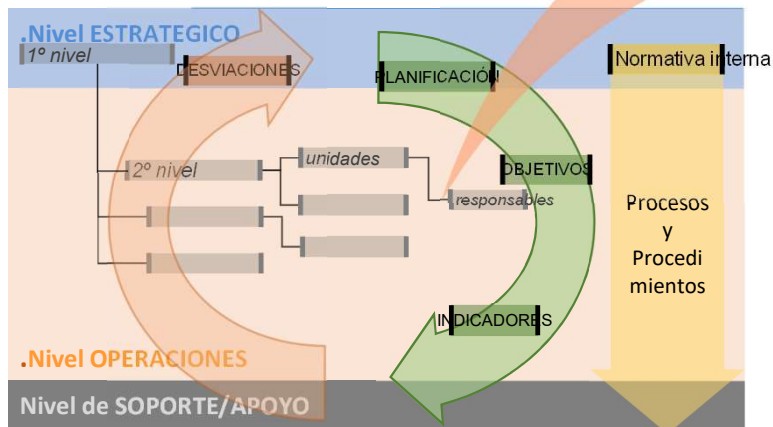 .Nivel ESTRATEGICO
1º nivel
DESVIACIONES
PLANIFICACIÓN
Normativa interna
2º nivel
unidades
OBJETIVOS
responsables
Procesos
y
Procedi
mientos
INDICADORES
.Nivel OPERACIONES
Nivel de SOPORTE/APOYO